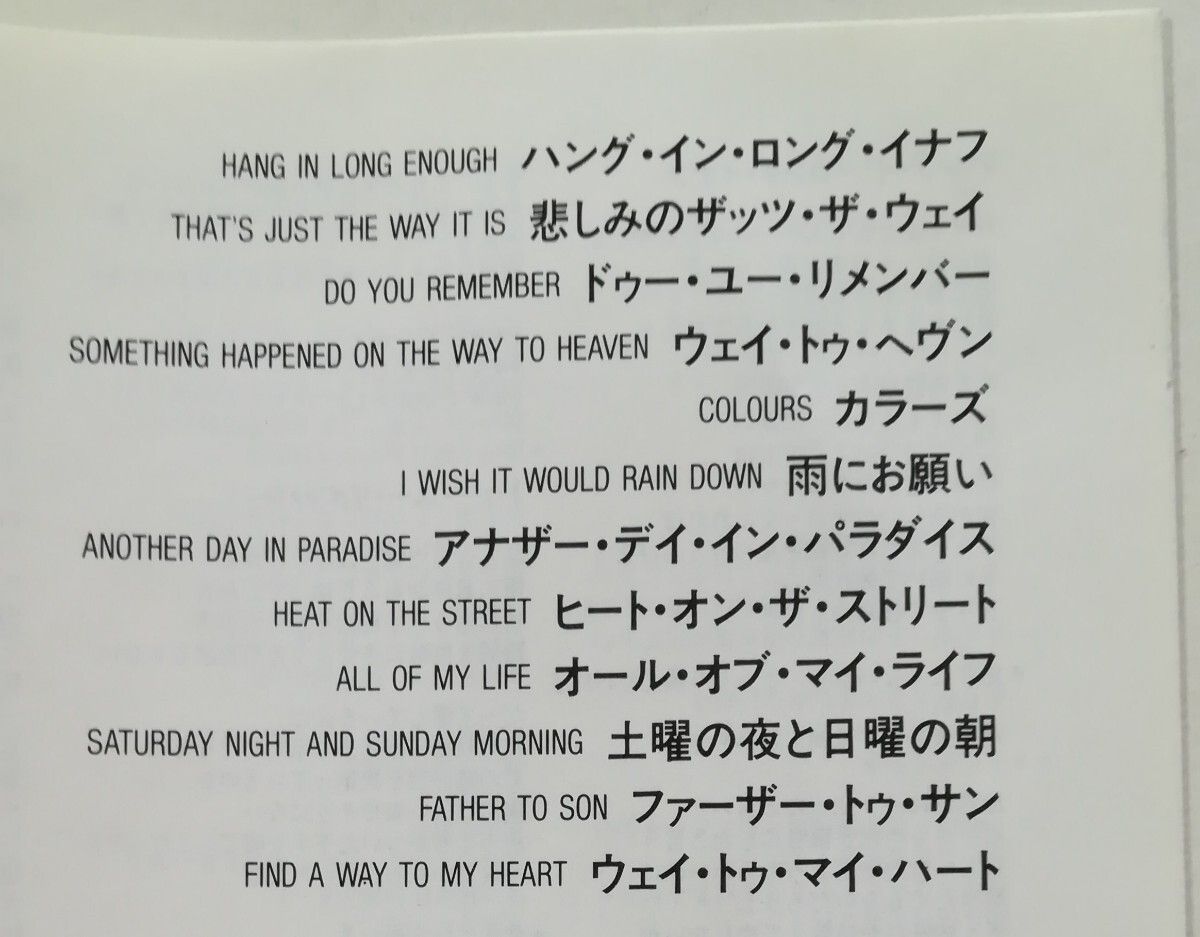 HANG IN LONG ENOUGH ハング・イン・ロング・イナフ
THAT'S JUST THE WAY IT IS 悲しみのザッツ・ザ・ウェイ
DO YOU REMEMBER ドゥー・ユー・リメンバー
SOMETHING HAPPENED ON THE WAY TO HEAVEN ウェイ・トゥ・ヘヴン
COLOURS カラーズ
I WISH IT WOULD RAIN DOWN 雨にお願い
ANOTHER DAY IN PARADISE アナザー・デイ・イン・パラダイス
HEAT ON THE STREET ヒート・オン・ザ・ストリート
ALL OF MY LIFE オール・オブ・マイ・ライフ
SATURDAY NIGHT AND SUNDAY MORNING 土曜の夜と日曜の朝
FATHER TO SON ファーザー・トゥ・サン
FIND A WAY TO MY HEART ウェイ・トゥ・マイ・ハート